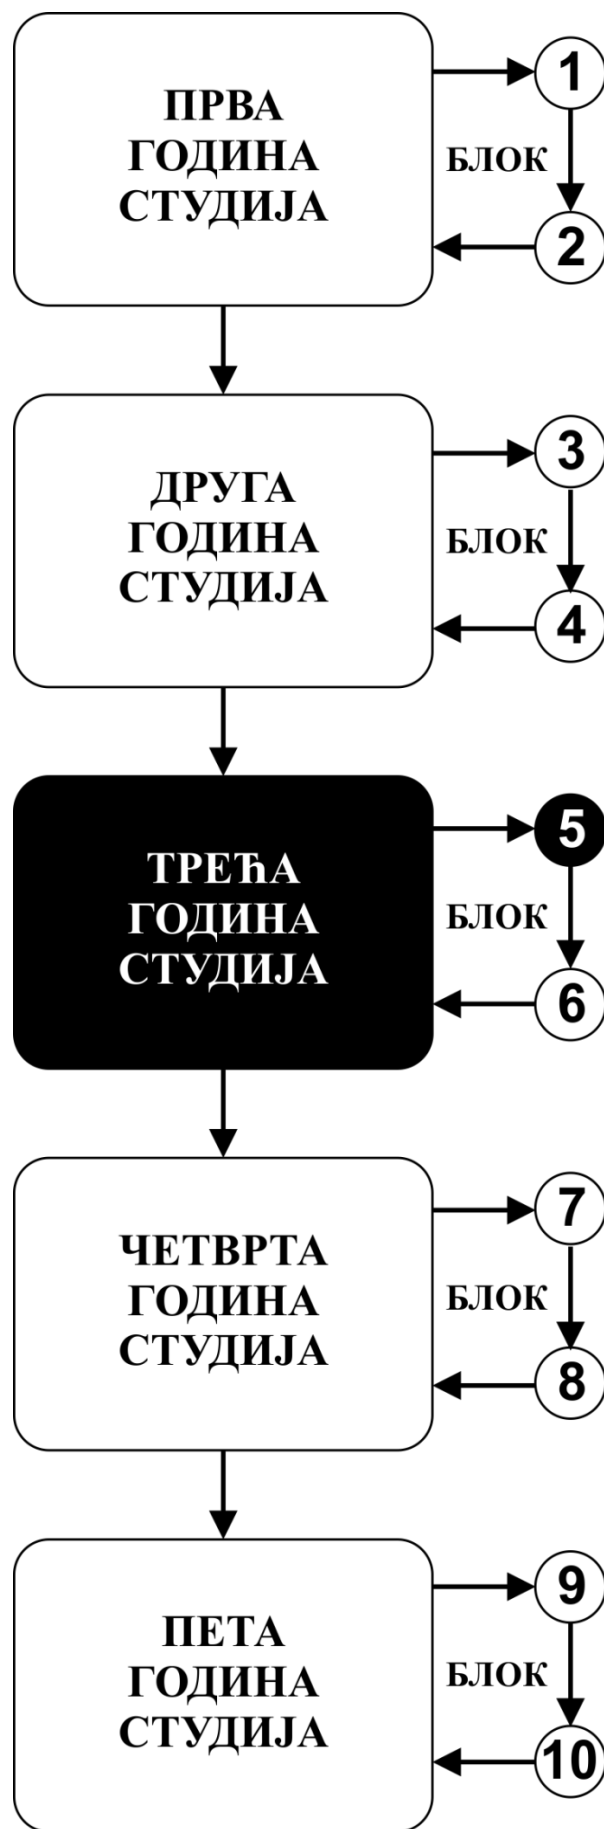 ПРВА
ГОДИНА
СТУДИЈА
1
БЛОК
2
ДРУГА
ГОДИНА
СТУДИЈА
3
БЛОК
4
ТРЕЋА
ГОДИНА
СТУДИЈА
5
БЛОК
6
ЧЕТВРТА
ГОДИНА
СТУДИЈА
7
БЛОК
8
ПЕТА
ГОДИНА
СТУДИЈА
9
БЛОК
10